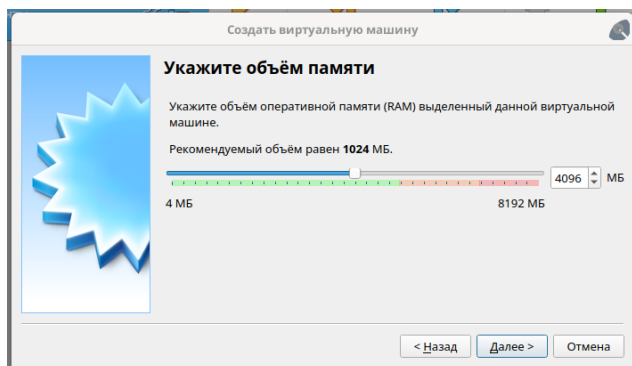 Создать виртуальную машину
Укажите объём памяти
Укажите объём оперативной памяти (RAM) выделенный данной виртуальной
машине.
Рекомендуемый объём равен 1024 МБ.
4096 МБ
4 МБ 8192 МБ
< Назад Далее > Отмена